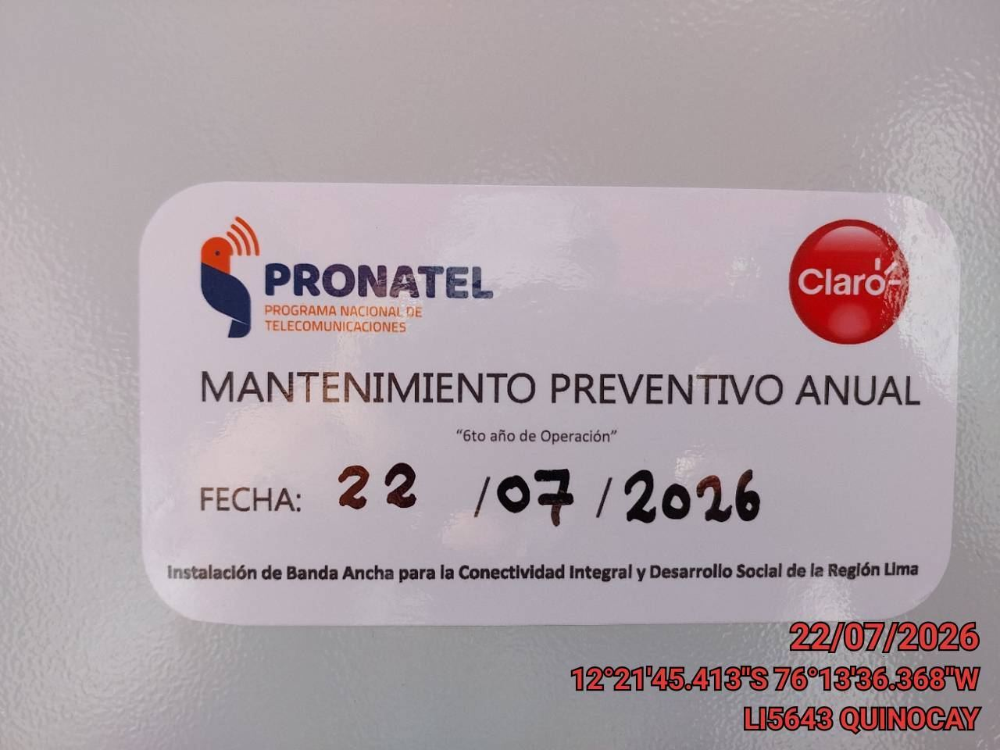 PRONATEL
PROGRAMA NACIONAL DE
TELECOMUNICACIONES
Claro
MANTENIMIENTO PREVENTIVO ANUAL
“6to año de Operación”
FECHA: 22 / 07 / 2026
Instalación de Banda Ancha para la Conectividad Integral y Desarrollo Social de la Región Lima
22/07/2026
12°21'45.413"S 76°13'36.368"W
LI5643 QUINOCAY